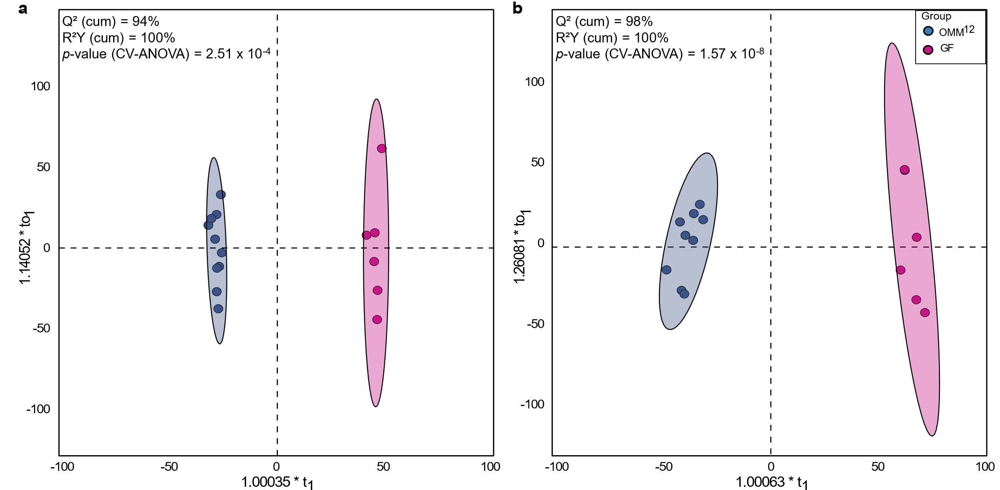 a
Q² (cum) = 94%
R²Y (cum) = 100%
p-value (CV-ANOVA) = 2.51 x 10-4
100
50
0
-50
-100
1.14052 * to1
-100 -50 0 50 100
1.00035 * t1
b
Q² (cum) = 98%
R²Y (cum) = 100%
p-value (CV-ANOVA) = 1.57 x 10-8
Group
OMM12
GF
100
50
0
-50
-100
1.26081 * to1
-100 -50 0 50 100
1.00063 * t1